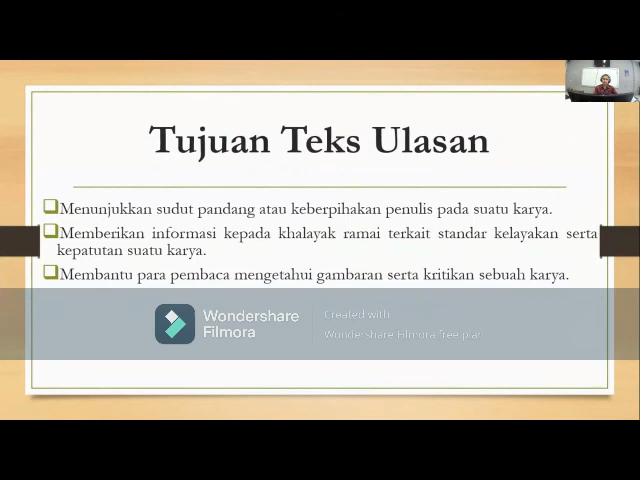 Tujuan Teks Ulasan
Menunjukkan sudut pandang atau keberpihakan penulis pada suatu karya.
Memberikan informasi kepada khalayak ramai terkait standar kelayakan serta
kepatutan suatu karya.
Membantu para pembaca mengetahui gambaran serta kritikan sebuah karya.
Wondershare
Filmora
Created with
Wondershare Filmora free plan